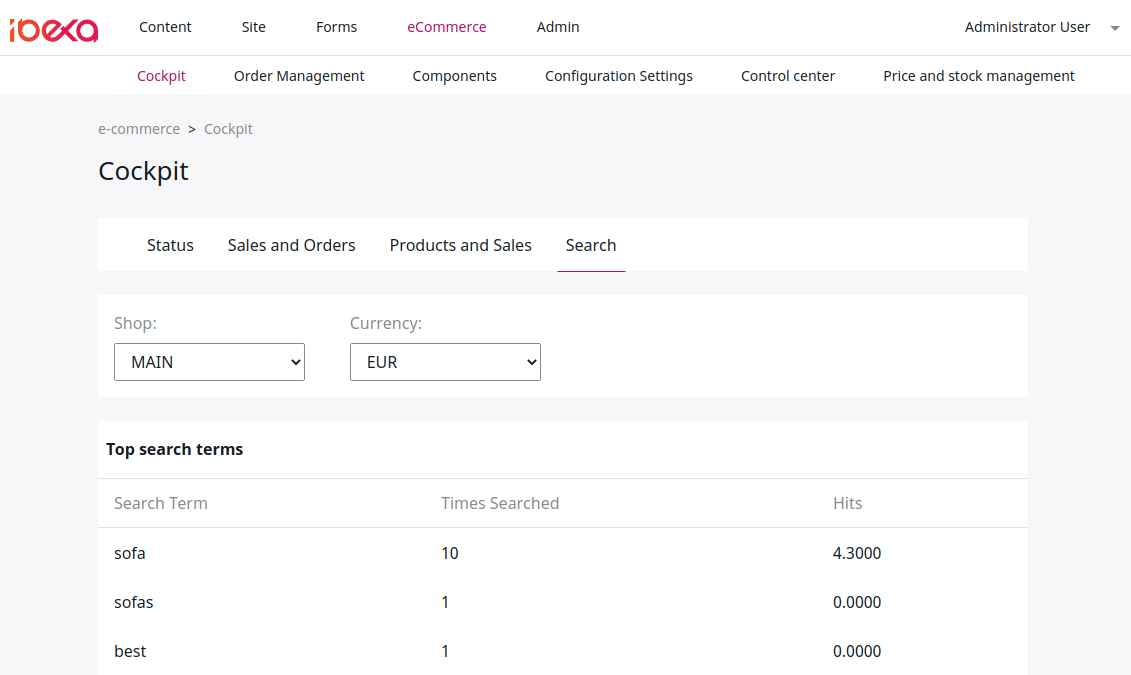 ibexa Content Site Forms eCommerce Admin Administrator User
Cockpit Order Management Components Configuration Settings Control center Price and stock management
e-commerce > Cockpit
Cockpit
Status Sales and Orders Products and Sales Search
Shop: Currency:
MAIN EUR
Top search terms
Search Term Times Searched Hits
sofa 10 4.3000
sofas 1 0.0000
best 1 0.0000